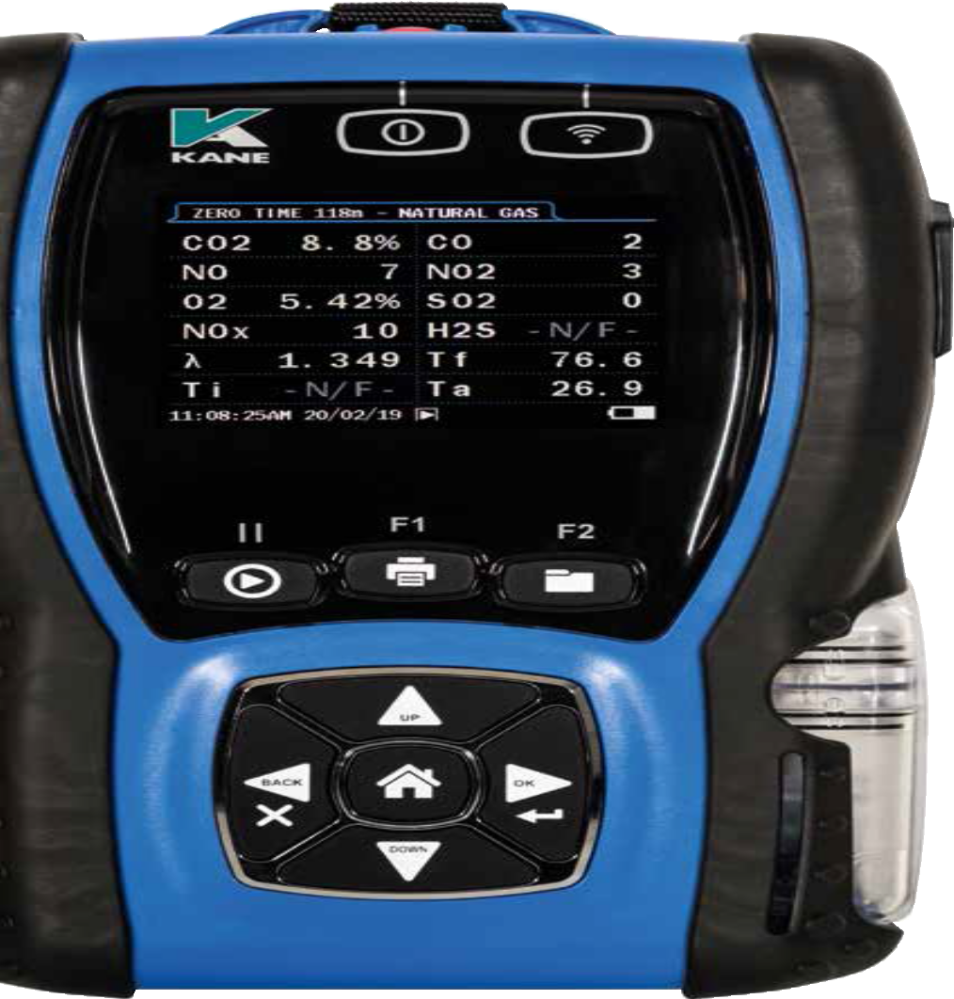 KANE
ZERO TIME 118m - NATURAL GAS
CO2 8.8% CO 2
NO 7 NO2 3
O2 5.42% SO2 0
NOx 10 H2S -N/F-
λ 1.349 Tf 76.6
Ti -N/F- Ta 26.9
11:08:25AM 20/02/19
F1
F2
UP
BACK
OK
DOWN